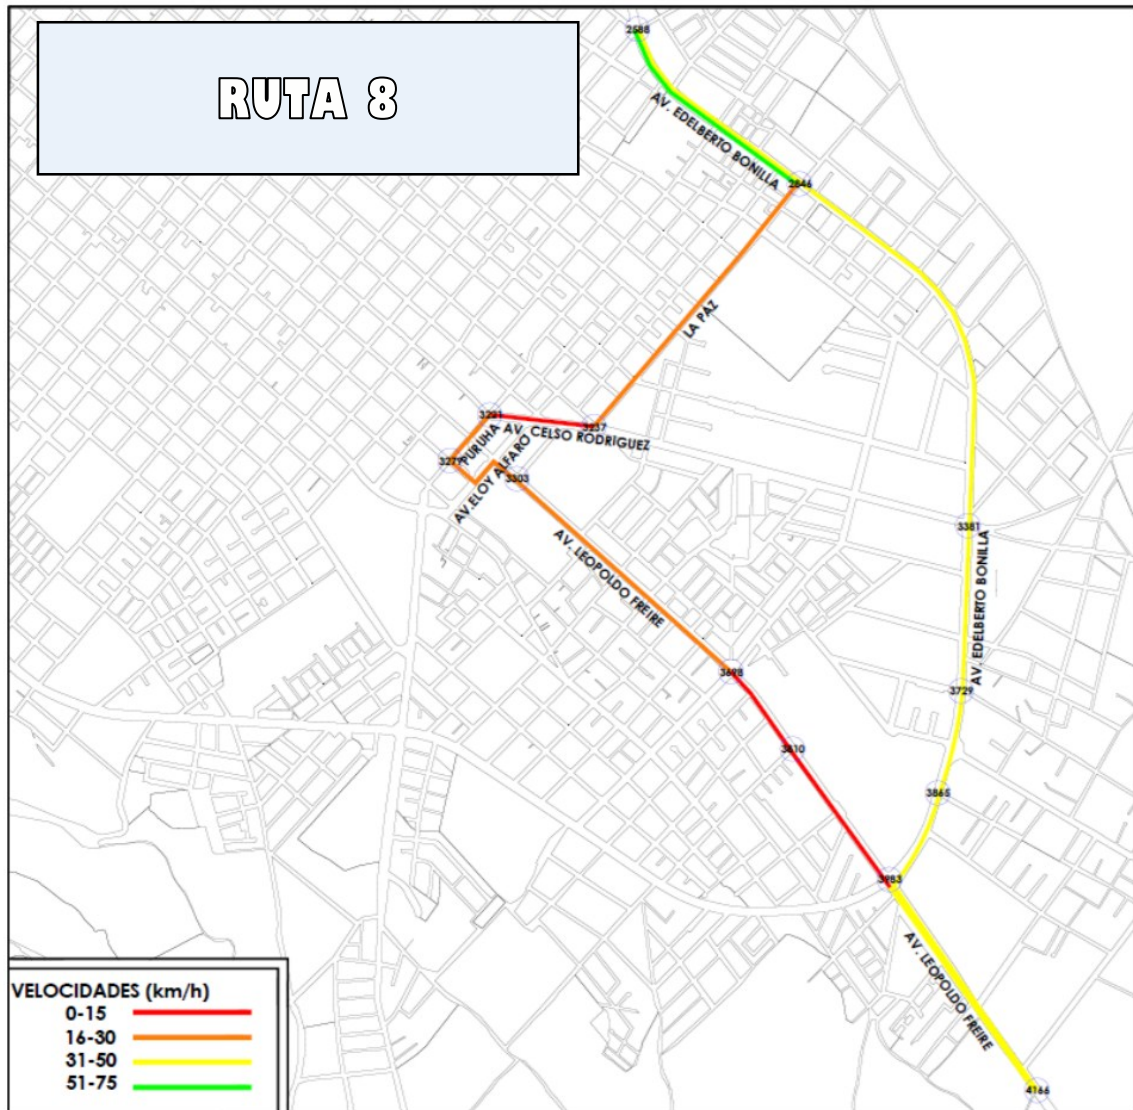 RUTA 8
2588
AV. EDELBERTO BONILLA
2846
LA PAZ
3291
3237
PURUHA
AV. CELSO RODRIGUEZ
3279
AV.ELOY ALFARO
3303
AV. LEOPOLDO FREIRE
3381
AV. EDELBERTO BONILLA
3698
3729
3810
3865
3983
AV. LEOPOLDO FREIRE
4166
VELOCIDADES (km/h)
0-15
16-30
31-50
51-75